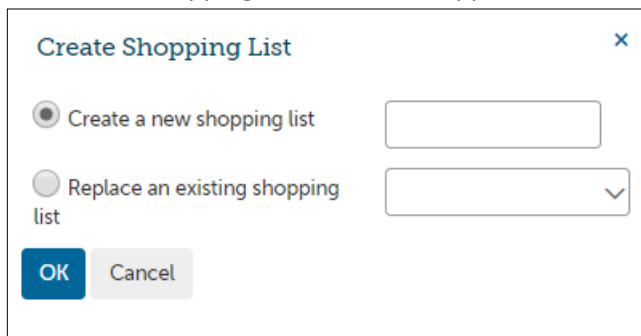 Create Shopping List
Create a new shopping list
Replace an existing shopping
list
OK Cancel